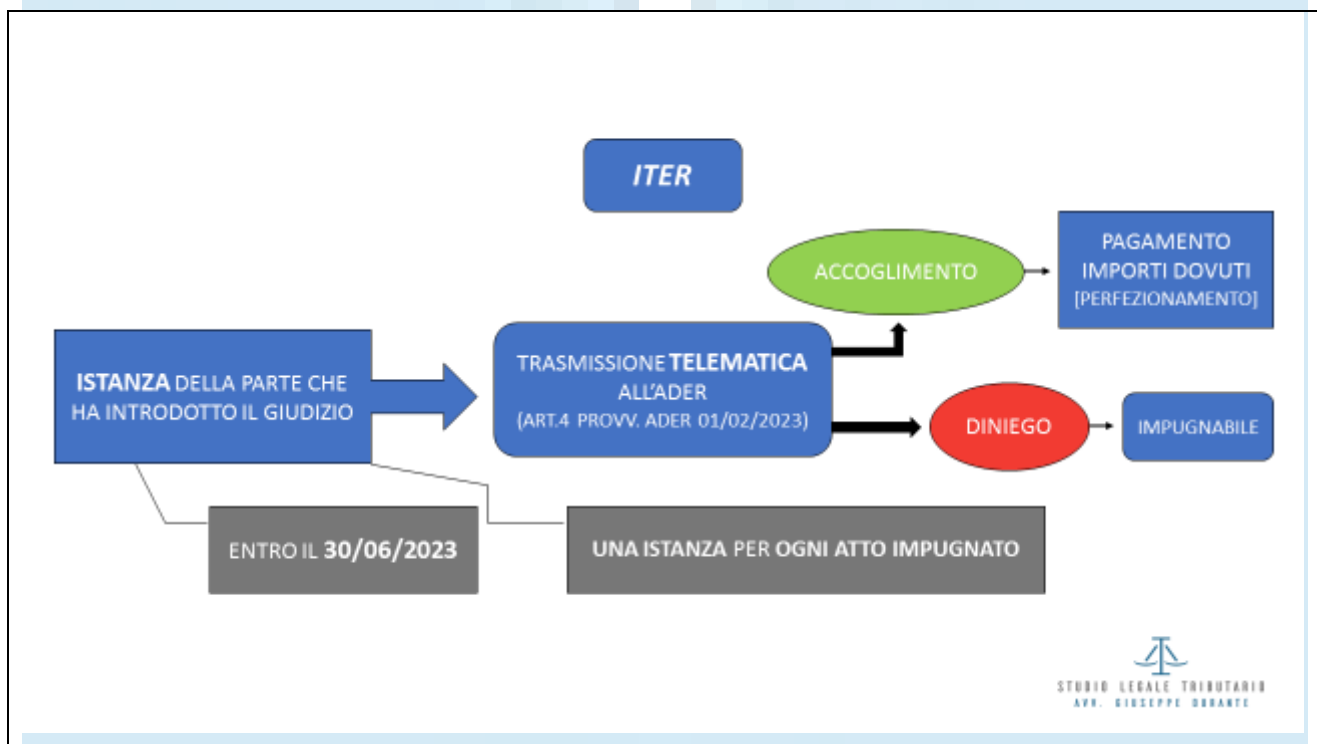 ITER
ACCOGLIMENTO
PAGAMENTO
IMPORTI DOVUTI
[PERFEZIONAMENTO]
ISTANZA DELLA PARTE CHE
HA INTRODOTTO IL GIUDIZIO
TRASMISSIONE TELEMATICA
ALL'ADER
(ART.4 PROVV. ADER 01/02/2023)
DINIEGO
IMPUGNABILE
ENTRO IL 30/06/2023
UNA ISTANZA PER OGNI ATTO IMPUGNATO
STUDIO LEGALE TRIBUTARIO
AVV. GIUSEPPE DURANTE